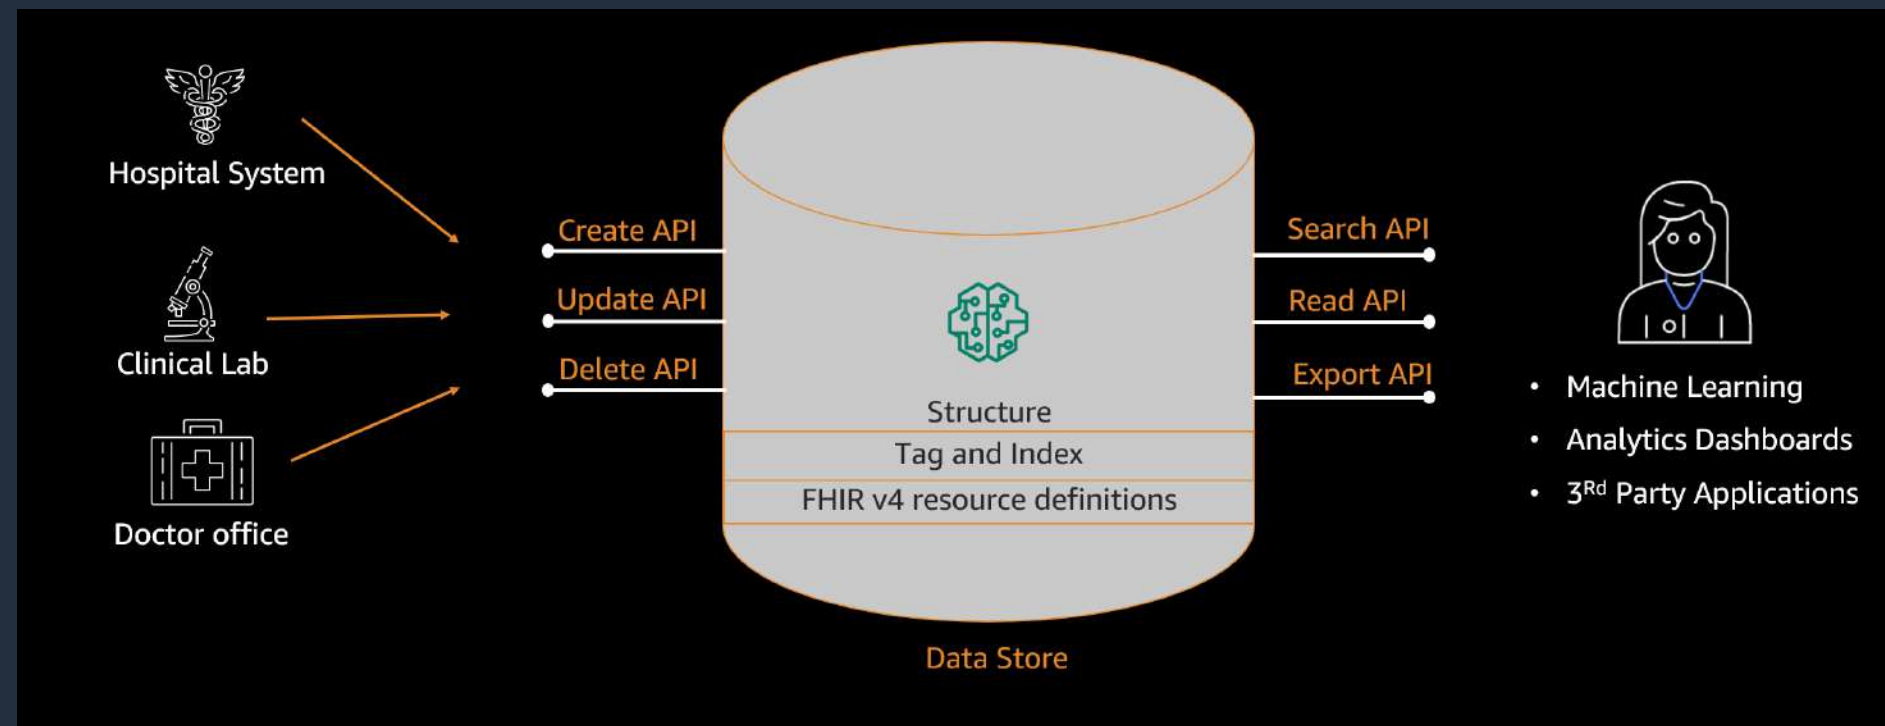 Hospital System
Clinical Lab
Doctor office
Create API
Update API
Delete API
Structure
Tag and Index
FHIR v4 resource definitions
Data Store
Search API
Read API
Export API
• Machine Learning
• Analytics Dashboards
• 3Rd Party Applications